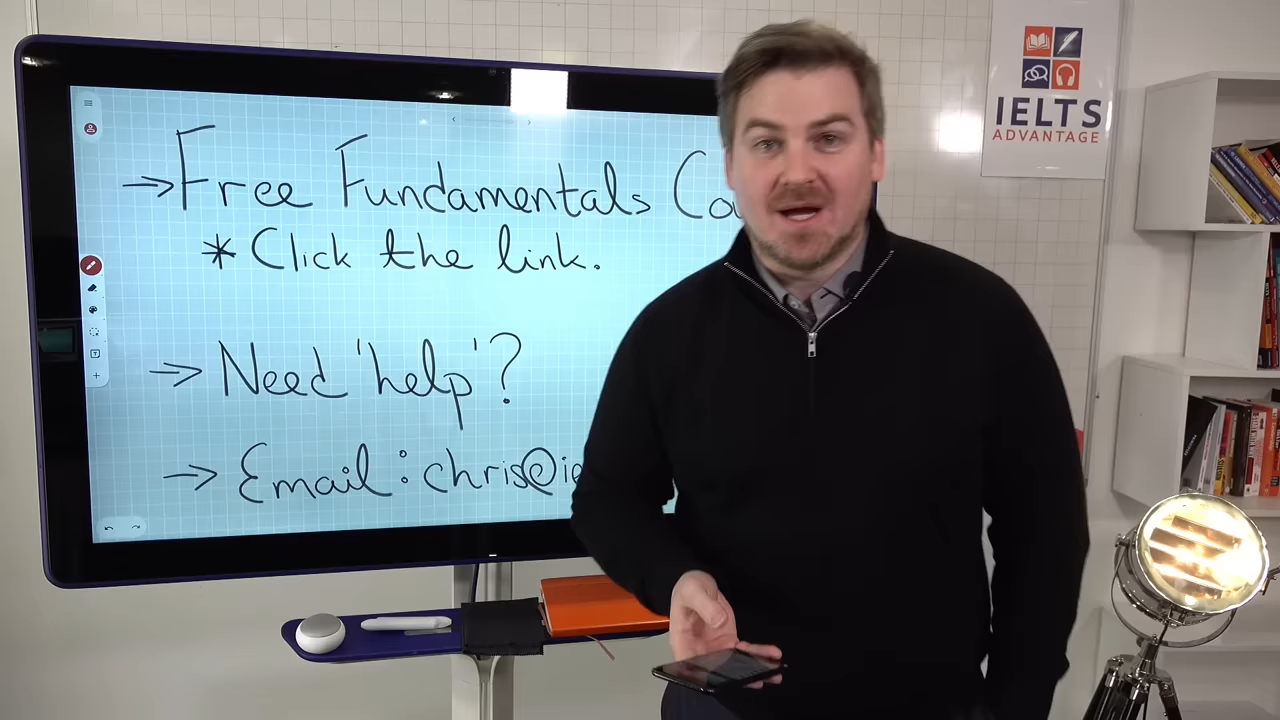 → Free Fundamentals Co
* Click the link.
→ Need 'help'?
→ Email: chris@ie
IELTS
ADVANTAGE